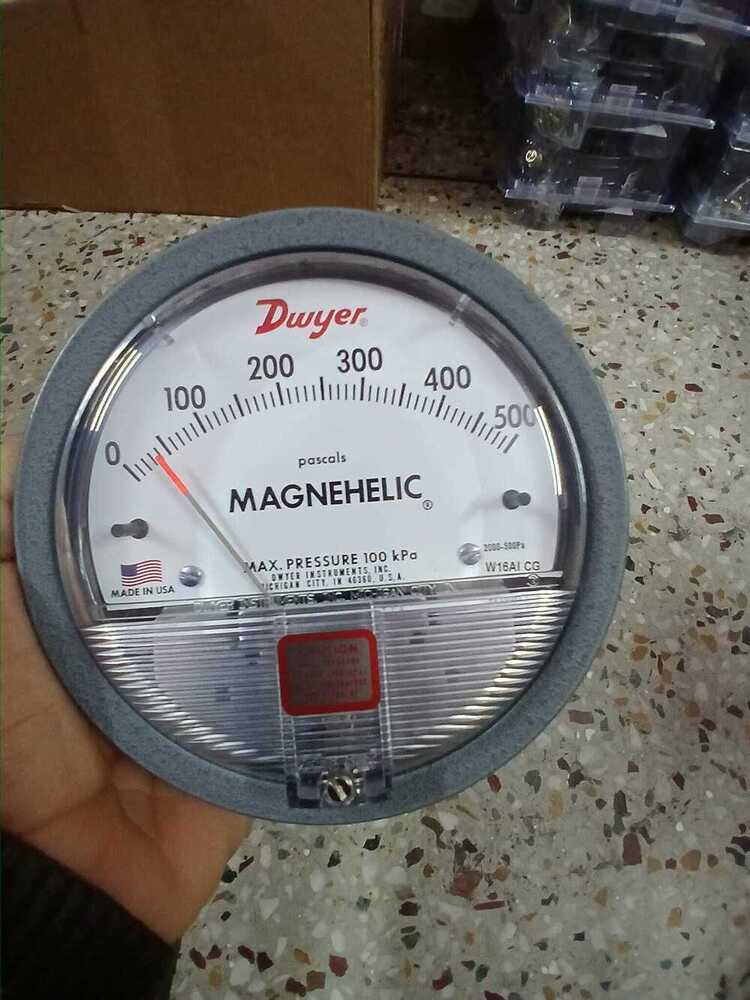 Dwyer®
0 100 200 300 400 500
pascals
MAGNEHELIC®
MAX. PRESSURE 100 kPa
DWYER INSTRUMENTS, INC.
MICHIGAN CITY, IN 46360, U.S.A.
MADE IN USA
2000-500Pa
W16AI CG